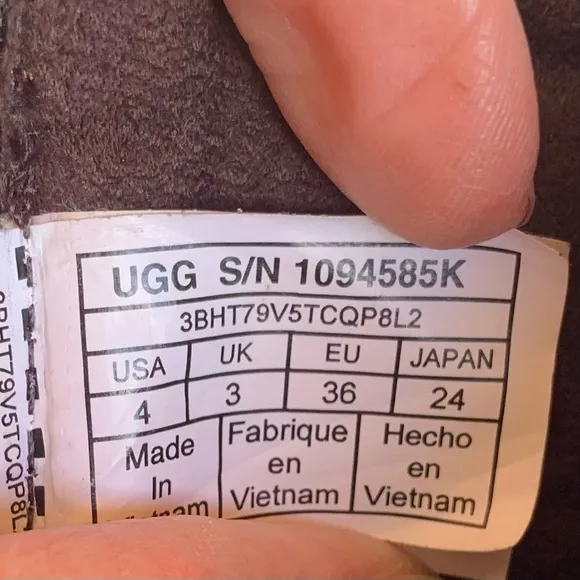 UGG S/N 1094585K
3BHT79V5TCQP8L2
USA UK EU JAPAN
4 3 36 24
Made Fabrique Hecho
In en en
Vietnam Vietnam Vietnam